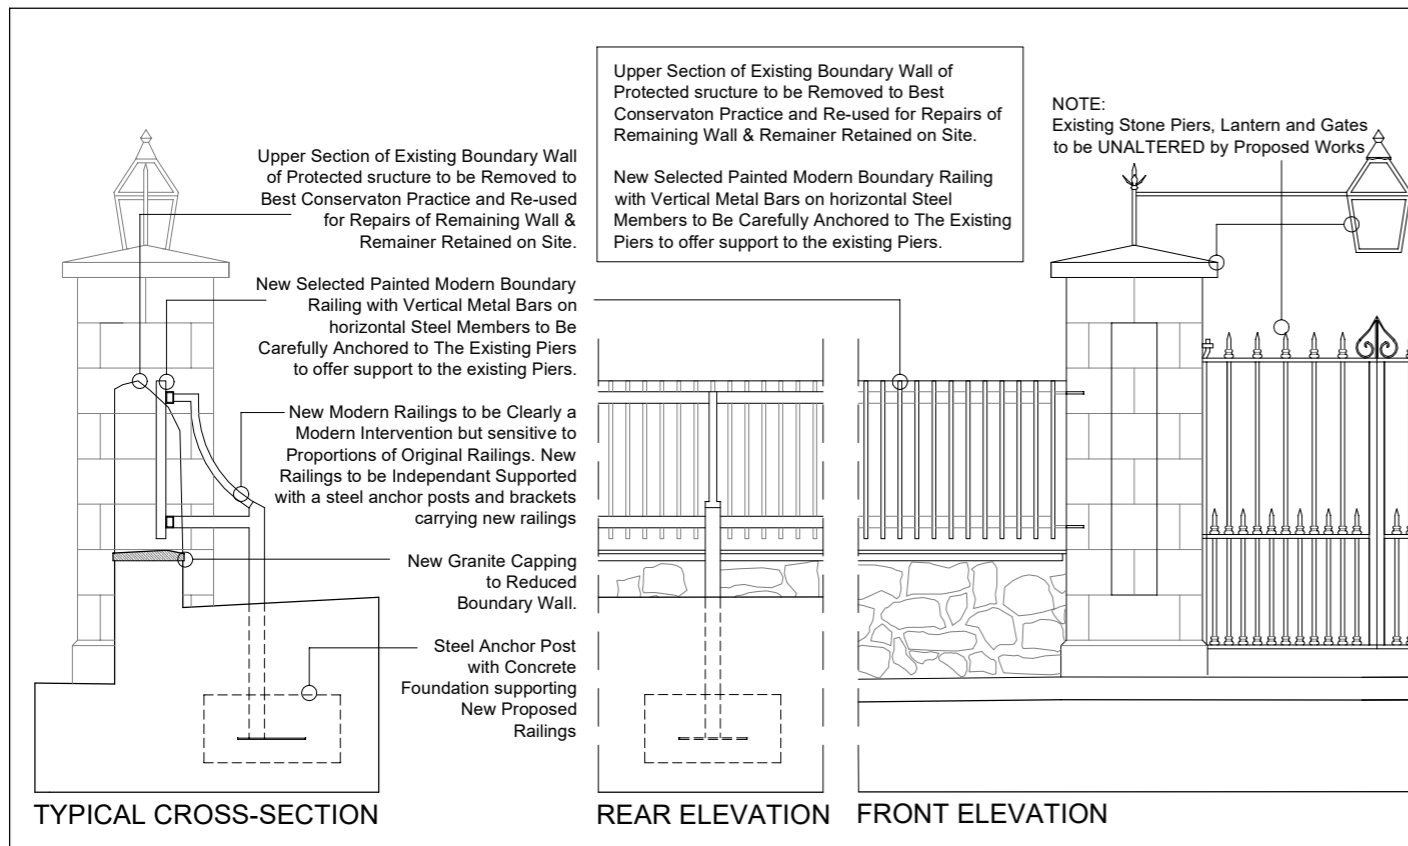 Upper Section of Existing Boundary Wall of
Protected sructure to be Removed to Best
Conservaton Practice and Re-used for Repairs of
Remaining Wall & Remainer Retained on Site.
New Selected Painted Modern Boundary Railing
with Vertical Metal Bars on horizontal Steel
Members to Be Carefully Anchored to The Existing
Piers to offer support to the existing Piers.
NOTE:
Existing Stone Piers, Lantern and Gates
to be UNALTERED by Proposed Works
Upper Section of Existing Boundary Wall
of Protected sructure to be Removed to
Best Conservaton Practice and Re-used
for Repairs of Remaining Wall &
Remainer Retained on Site.
New Selected Painted Modern Boundary
Railing with Vertical Metal Bars on
horizontal Steel Members to Be
Carefully Anchored to The Existing Piers
to offer support to the existing Piers.
New Modern Railings to be Clearly a
Modern Intervention but sensitive to
Proportions of Original Railings. New
Railings to be Independant Supported
with a steel anchor posts and brackets
carrying new railings
New Granite Capping
to Reduced
Boundary Wall.
Steel Anchor Post
with Concrete
Foundation supporting
New Proposed
Railings
TYPICAL CROSS-SECTION
REAR ELEVATION
FRONT ELEVATION